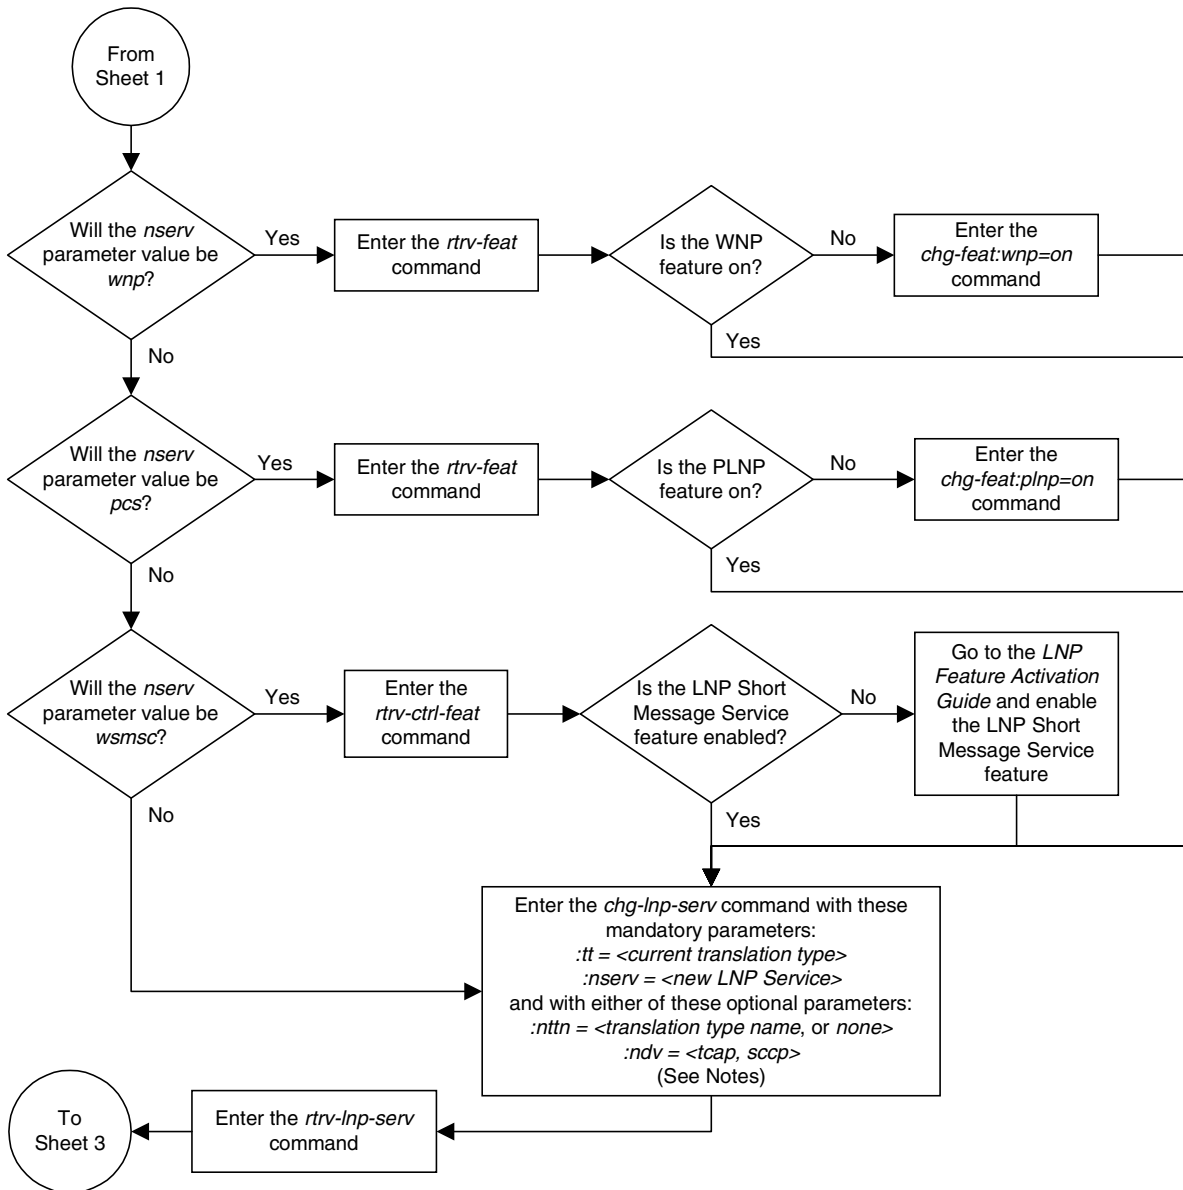 From
Sheet 1
Will the nserv
parameter value be
wnp?
Yes
Enter the rtrv-feat
command
Is the WNP
feature on?
No
Enter the
chg-feat:wnp=on
command
Yes
No
Will the nserv
parameter value be
pcs?
Yes
Enter the rtrv-feat
command
Is the PLNP
feature on?
No
Enter the
chg-feat:plnp=on
command
Yes
No
Will the nserv
parameter value be
wsmsc?
Yes
Enter the
rtrv-ctrl-feat
command
Is the LNP Short
Message Service
feature enabled?
No
Go to the LNP
Feature Activation
Guide and enable
the LNP Short
Message Service
feature
Yes
No
Enter the chg-lnp-serv command with these
mandatory parameters:
:tt = <current translation type>
:nserv = <new LNP Service>
and with either of these optional parameters:
:nttn = <translation type name, or none>
:ndv = <tcap, sccp>
(See Notes)
Enter the rtrv-lnp-serv
command
To
Sheet 3